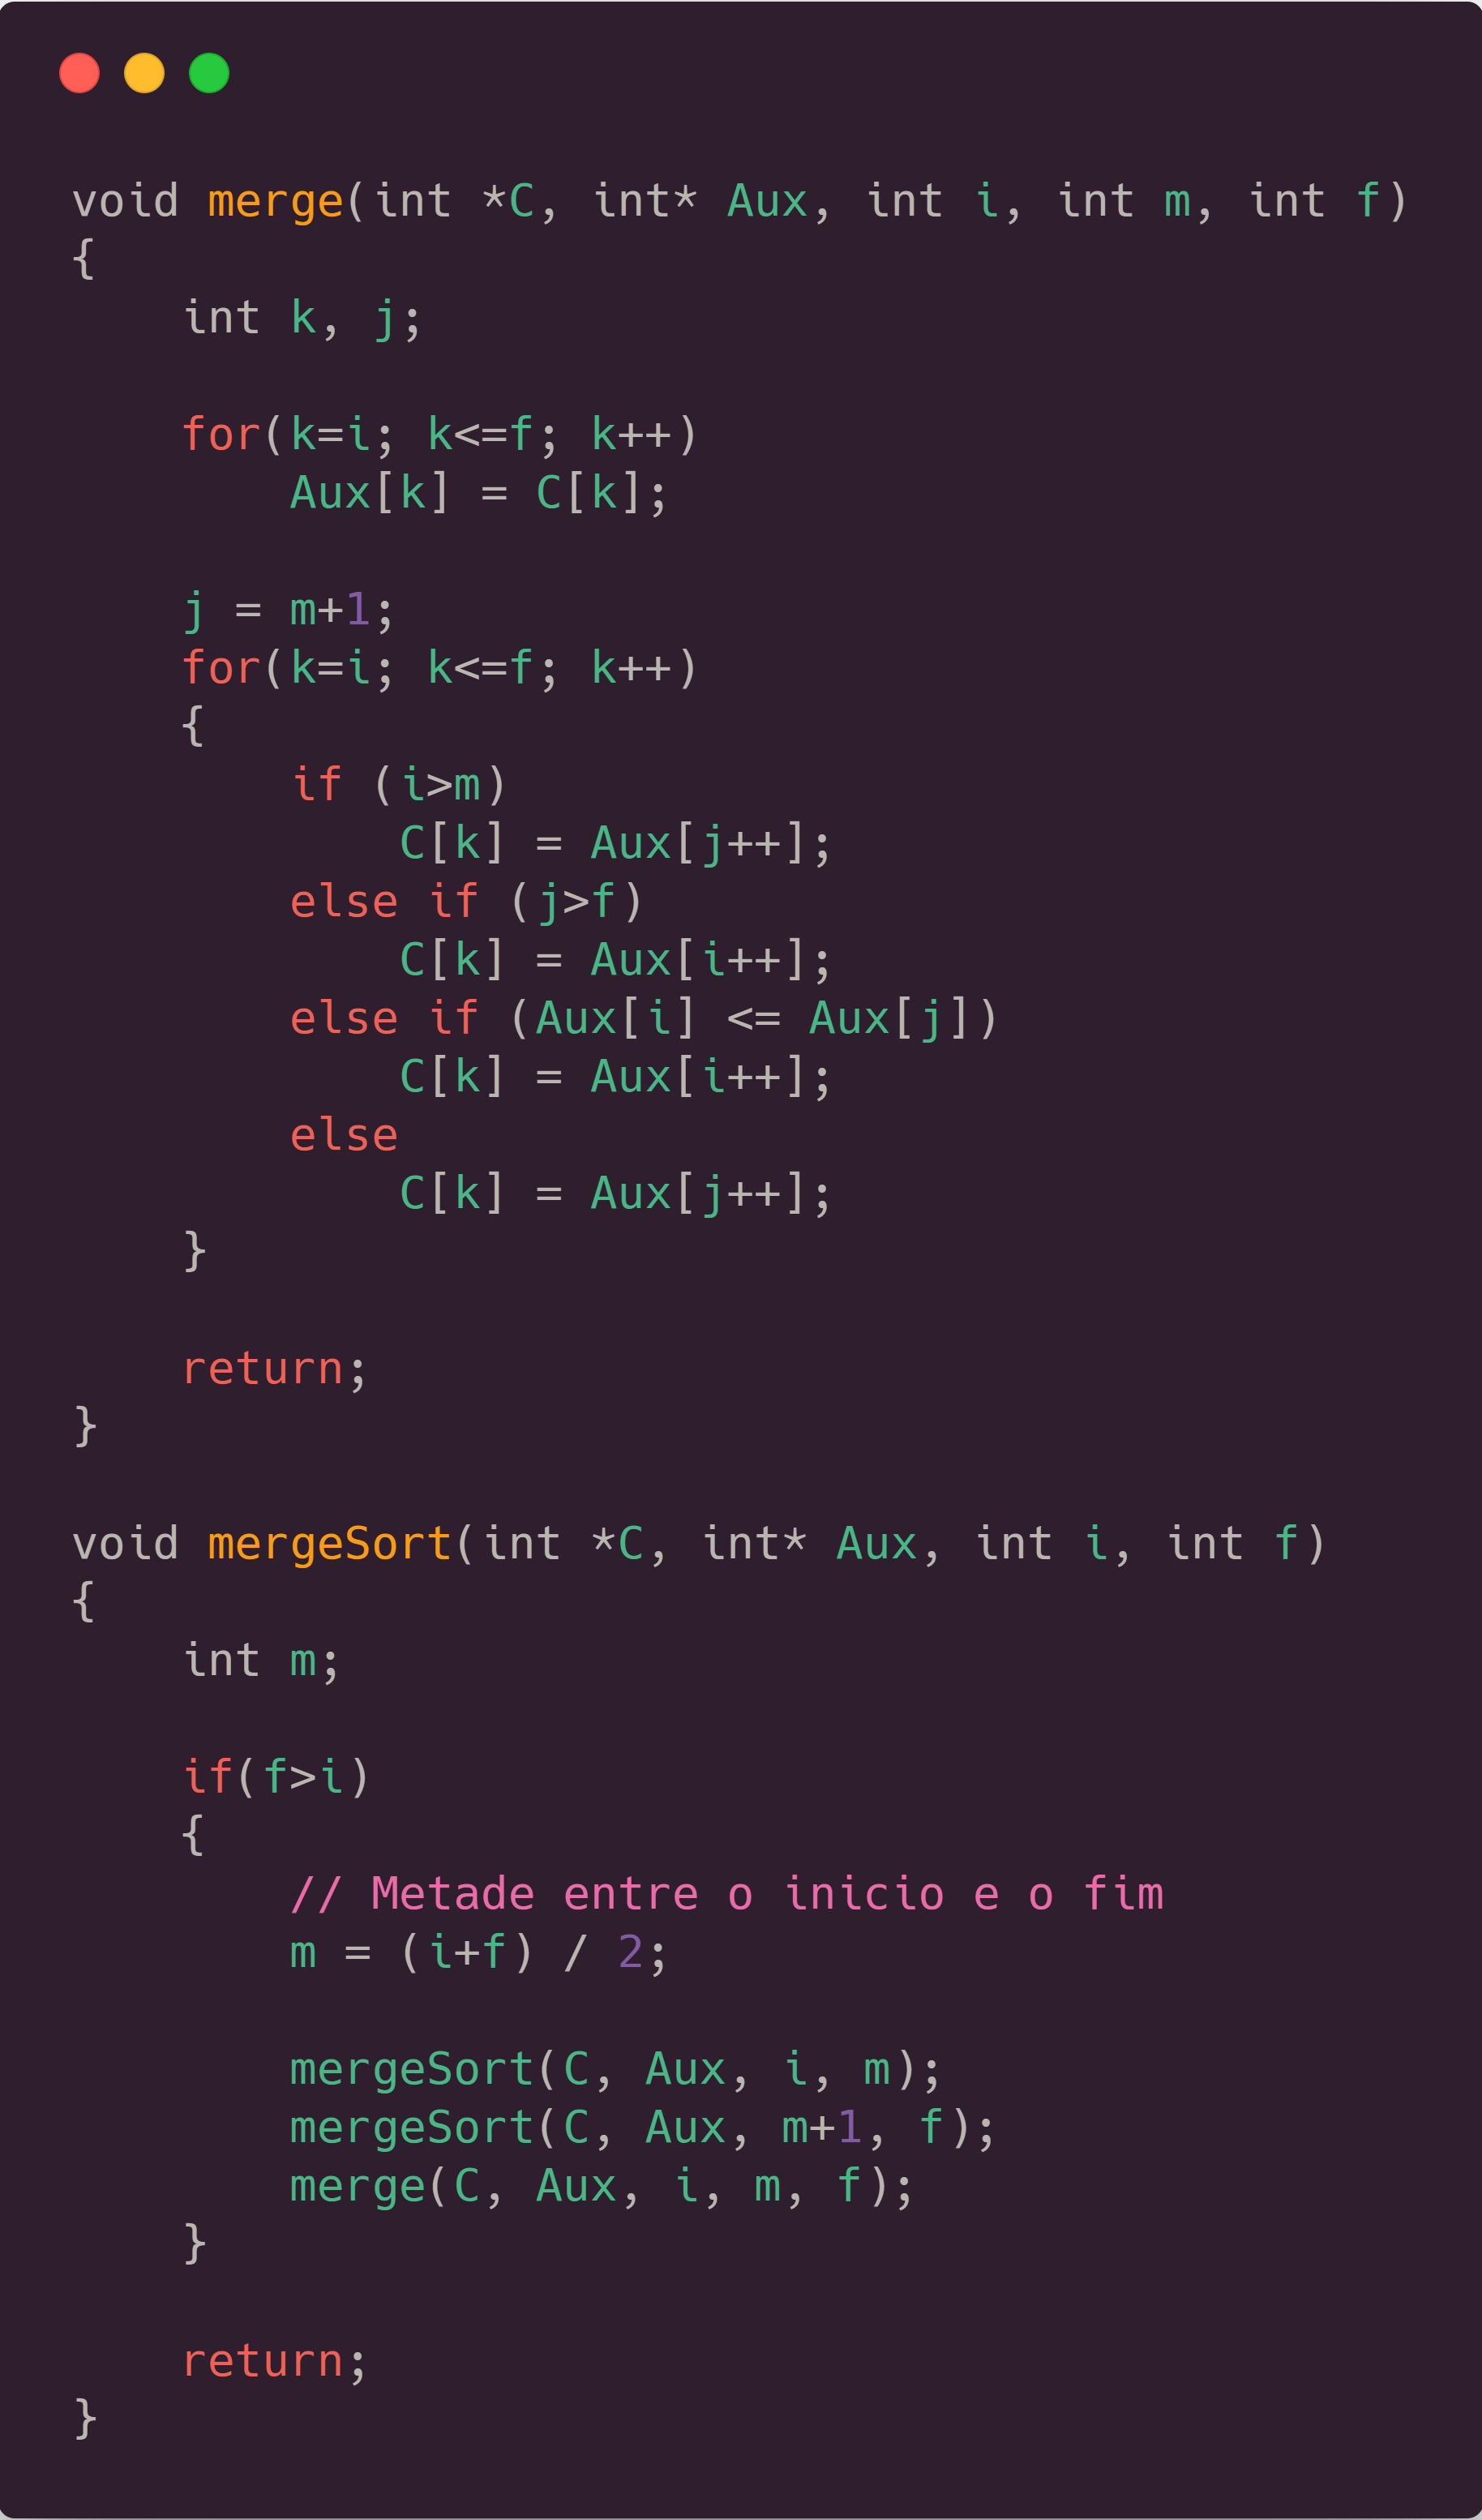 void merge(int *C, int* Aux, int i, int m, int f)
{
    int k, j;

    for(k=i; k<=f; k++)
        Aux[k] = C[k];

    j = m+1;
    for(k=i; k<=f; k++)
    {
        if (i>m)
            C[k] = Aux[j++];
        else if (j>f)
            C[k] = Aux[i++];
        else if (Aux[i] <= Aux[j])
            C[k] = Aux[i++];
        else
            C[k] = Aux[j++];
    }

    return;
}

void mergeSort(int *C, int* Aux, int i, int f)
{
    int m;

    if(f>i)
    {
        // Metade entre o inicio e o fim
        m = (i+f) / 2;

        mergeSort(C, Aux, i, m);
        mergeSort(C, Aux, m+1, f);
        merge(C, Aux, i, m, f);
    }

    return;
}